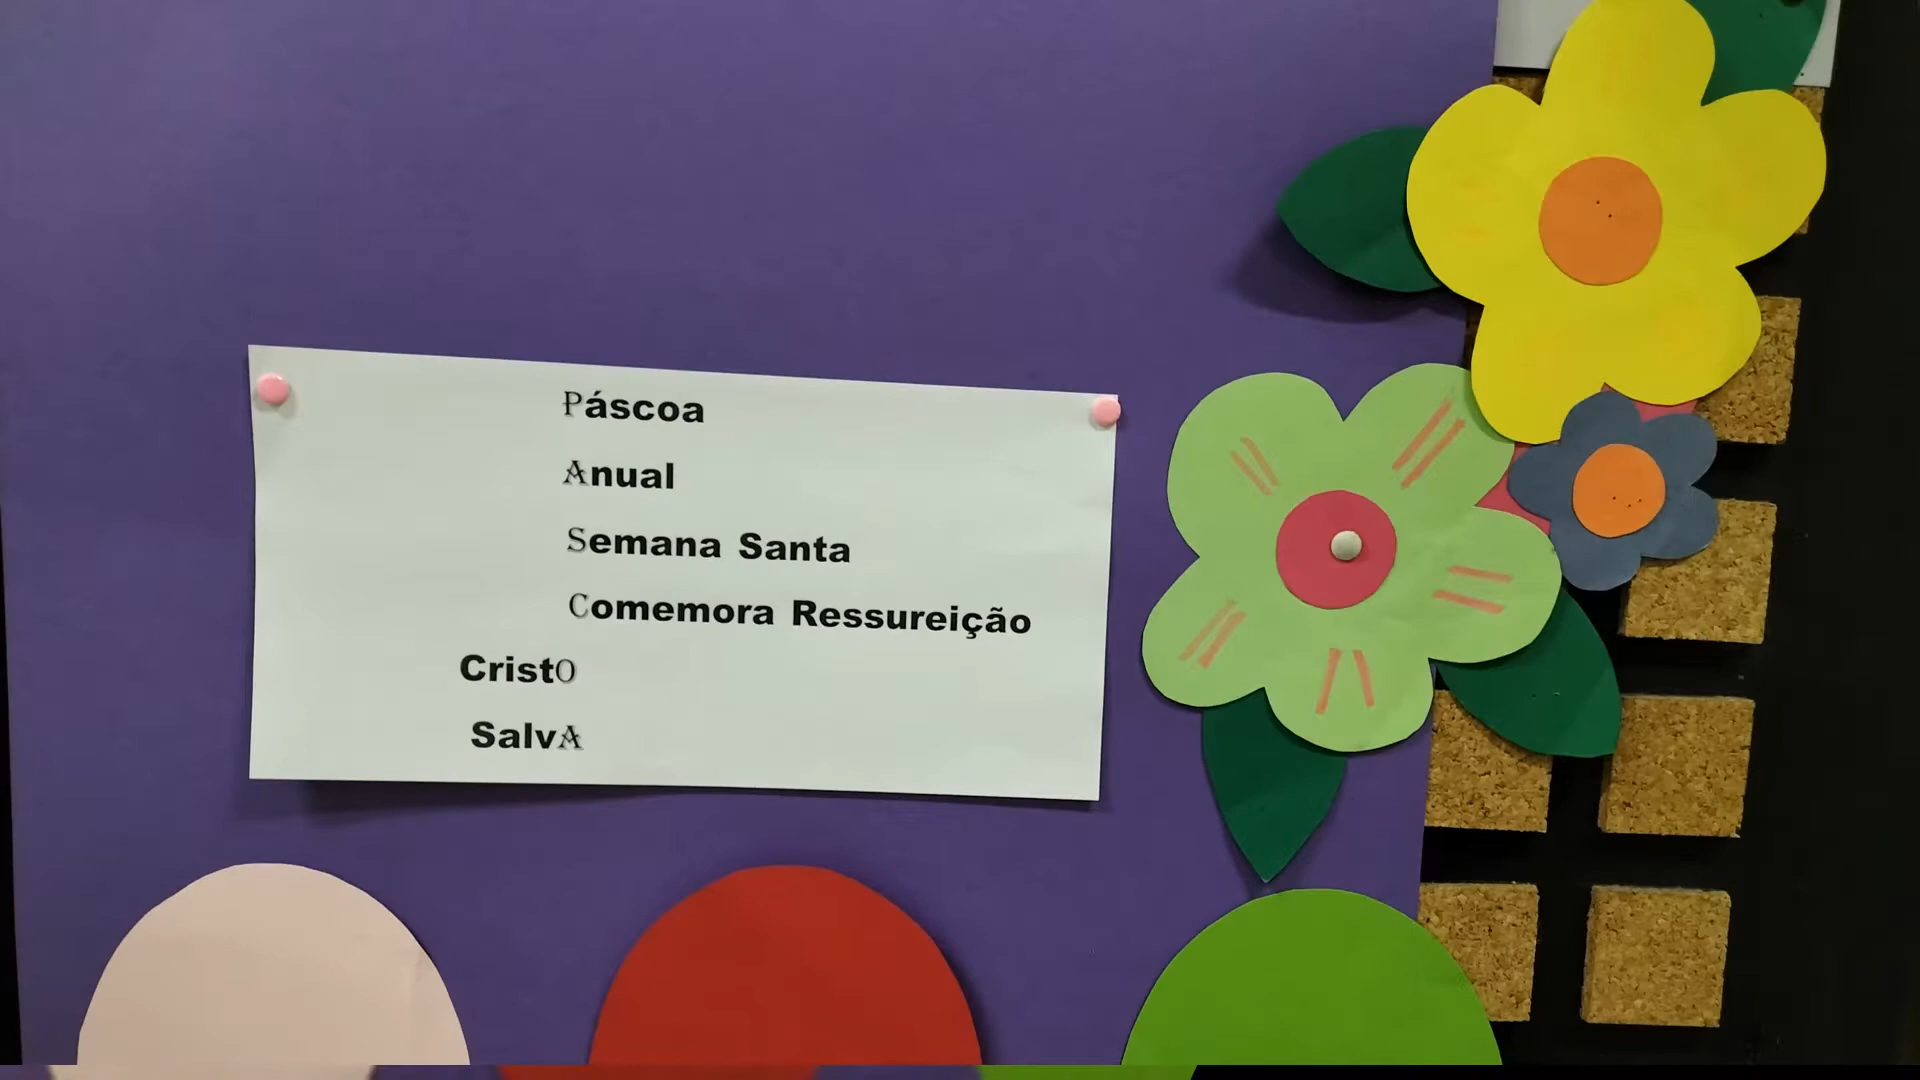 Páscoa
Anual
Semana Santa
Comemora Ressureição
CristO
SalvA